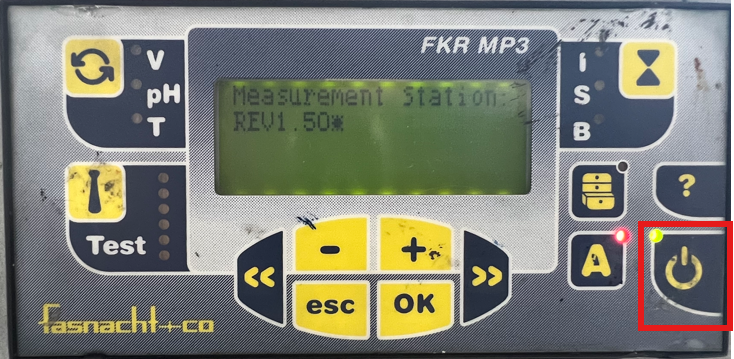 FKR MP3
V
pH
T
Measurement Station:
REV1.50*
I
S
B
?
Test
-
+
<<
>>
A
esc
OK
fasnacht+co